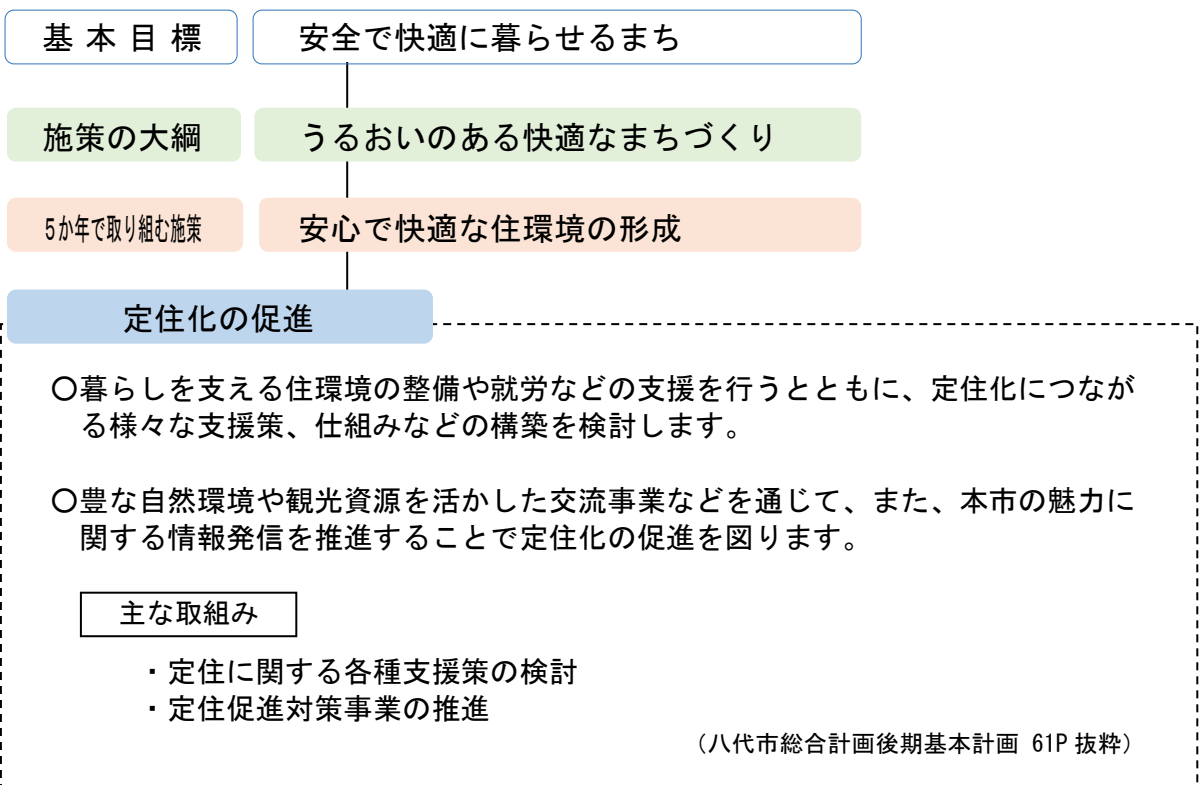 基本目標 安全で快適に暮らせるまち
施策の大綱 うるおいのある快適なまちづくり
5か年で取り組む施策 安心で快適な住環境の形成
定住化の促進
〇暮らしを支える住環境の整備や就労などの支援を行うとともに、定住化につなが
る様々な支援策、仕組みなどの構築を検討します。
〇豊な自然環境や観光資源を活かした交流事業などを通じて、また、本市の魅力に
関する情報発信を推進することで定住化の促進を図ります。
主な取組み
・定住に関する各種支援策の検討
・定住促進対策事業の推進
（八代市総合計画後期基本計画 61P 抜粋）